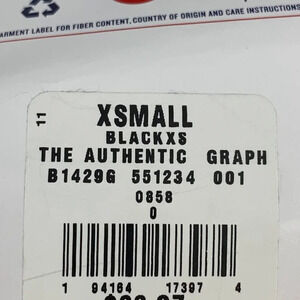 ARMENT LABEL FOR FIBER CONTENT, COUNTRY OF ORIGIN AND CARE INSTRUCTIONS
11
XSMALL
BLACKXS
THE AUTHENTIC GRAPH
B1429G 551234 001
0858
0
1 94164 17397 4